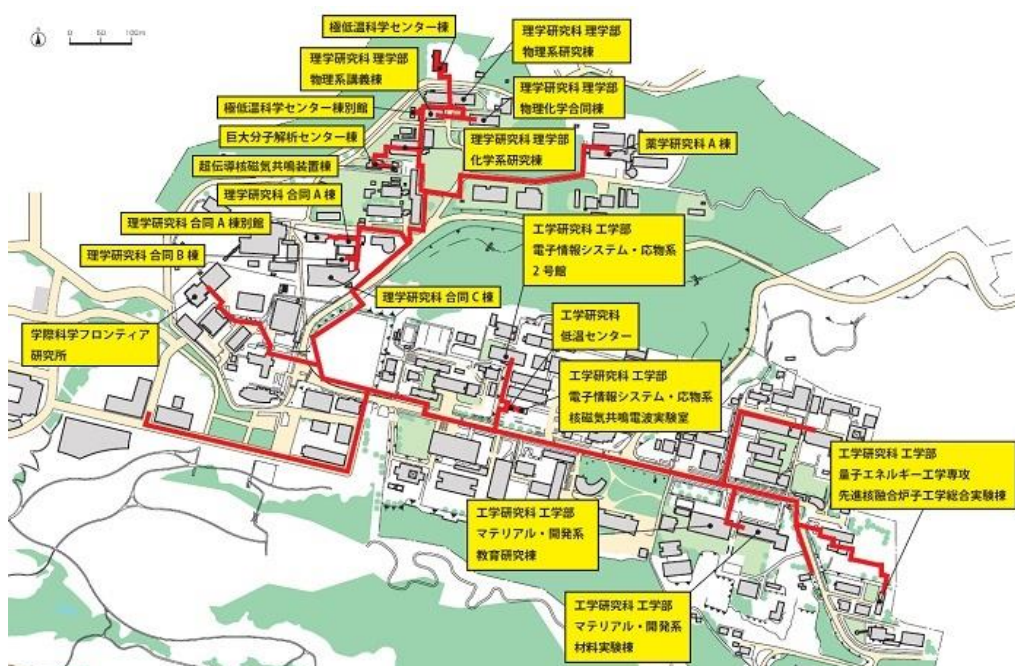 0 50 100m
極低温科学センター棟
理学研究科 理学部
物理系研究棟
理学研究科 理学部
物理系講義棟
理学研究科 理学部
物理化学合同棟
極低温科学センター棟別館
巨大分子解析センター棟
理学研究科 理学部
化学系研究棟
薬学研究科 A 棟
超伝導核磁気共鳴装置棟
理学研究科 合同 A 棟
理学研究科 合同 A 棟別館
理学研究科 合同 B 棟
工学研究科 工学部
電子情報システム・応物系
2 号館
理学研究科 合同 C 棟
学際科学フロンティア
研究所
工学研究科
低温センター
工学研究科 工学部
電子情報システム・応物系
核磁気共鳴電波実験室
工学研究科 工学部
量子エネルギー工学専攻
先進核融合炉子工学総合実験棟
工学研究科 工学部
マテリアル・開発系
教育研究棟
工学研究科 工学部
マテリアル・開発系
材料実験棟